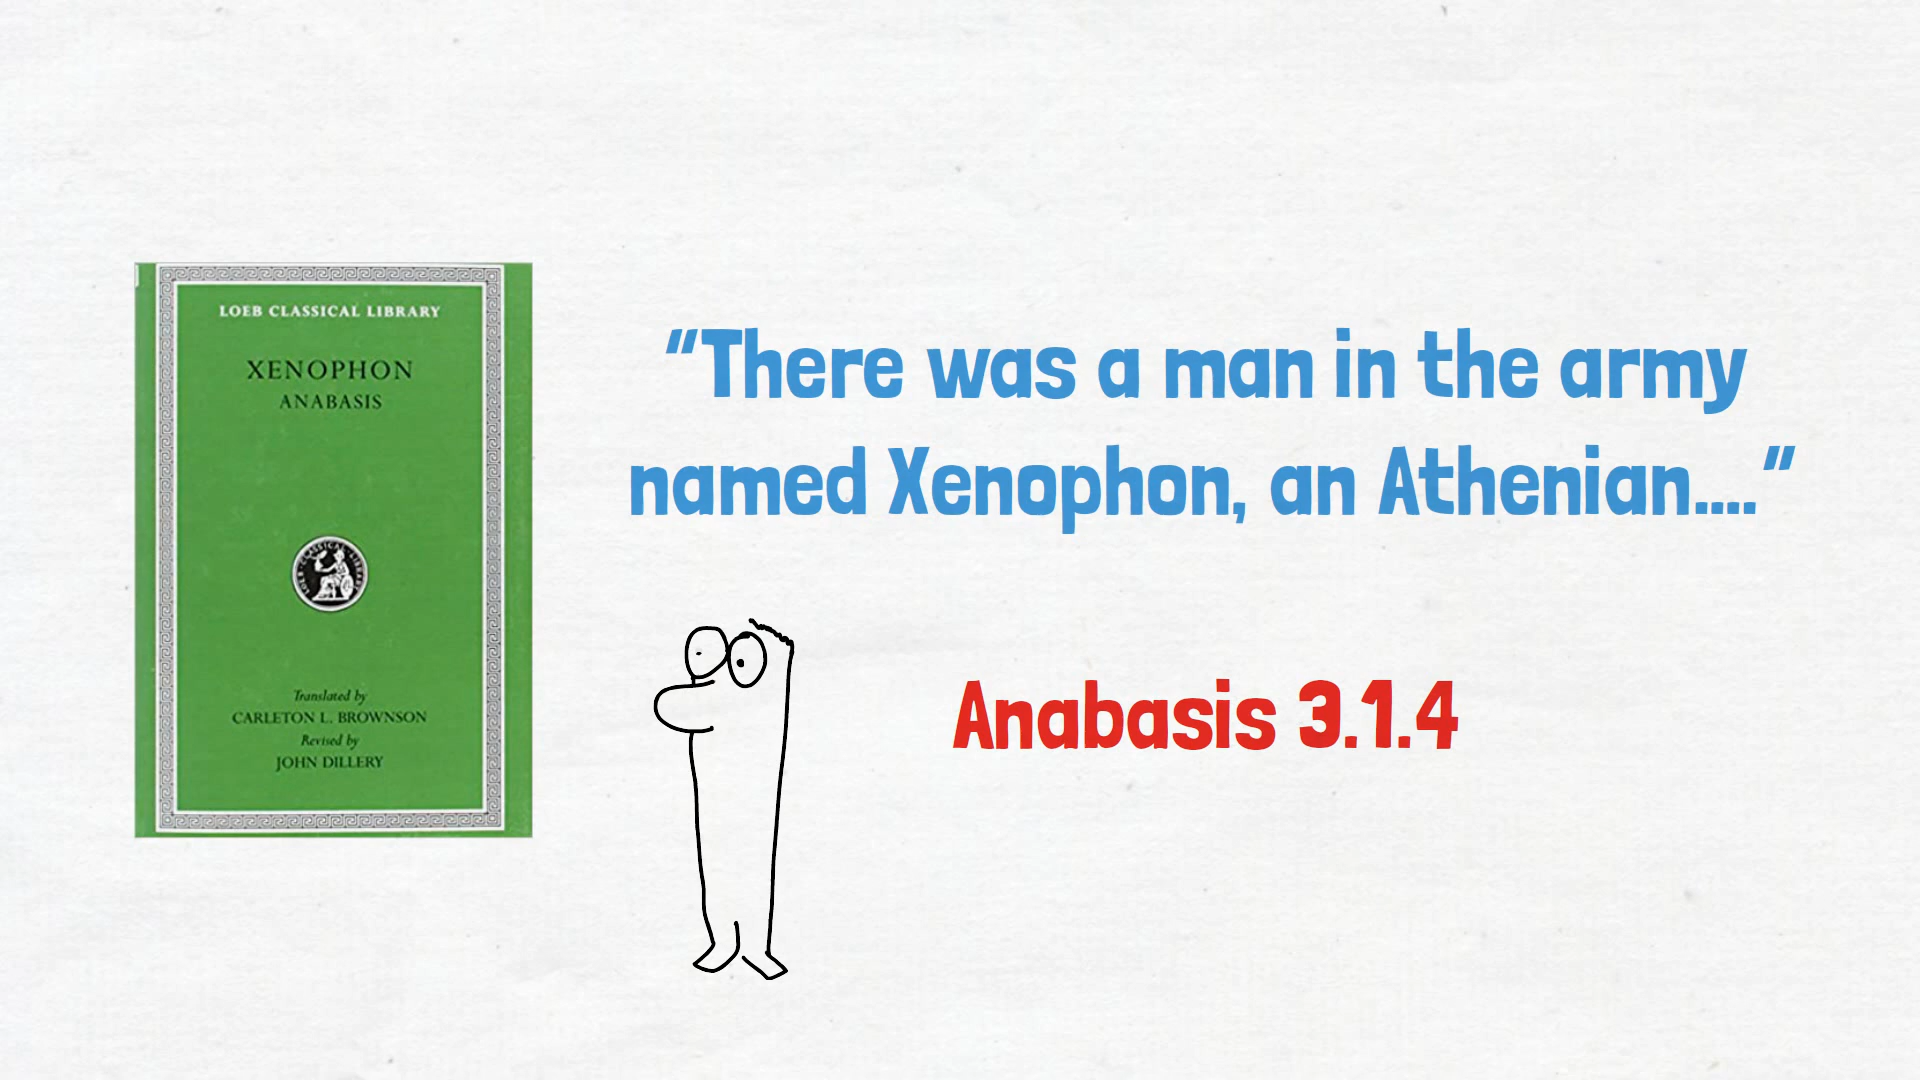 LOEB CLASSICAL LIBRARY
XENOPHON
ANABASIS
Translated by
CARLETON L. BROWNSON
Revised by
JOHN DILLERY
"There was a man in the army
named Xenophon, an Athenian...."
Anabasis 3.1.4